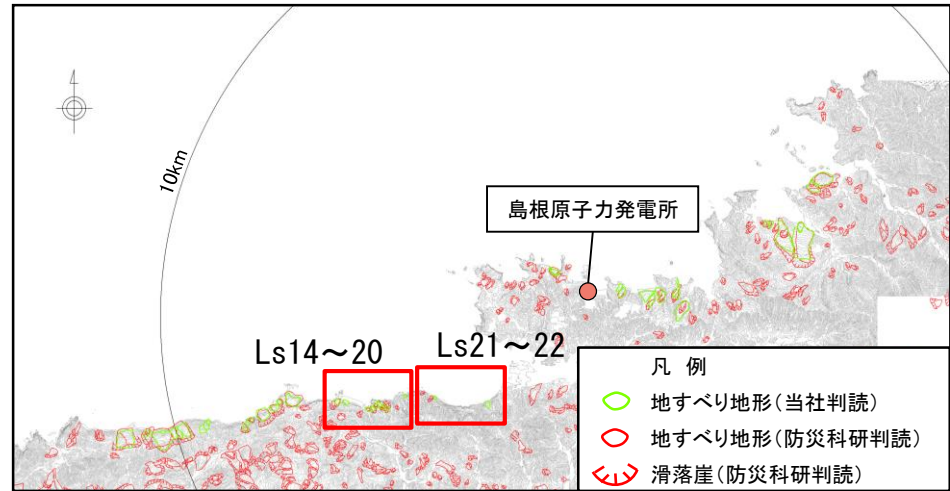 10km
島根原子力発電所
Ls14～20
Ls21～22
凡 例
地すべり地形(当社判読)
地すべり地形(防災科研判読)
滑落崖(防災科研判読)